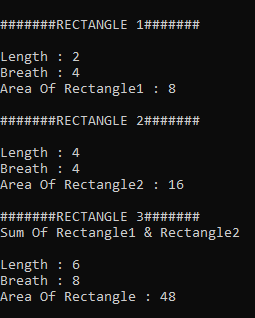 #######RECTANGLE 1#######
Length : 2
Breath : 4
Area Of Rectangle1 : 8
#######RECTANGLE 2#######
Length : 4
Breath : 4
Area Of Rectangle2 : 16
#######RECTANGLE 3#######
Sum Of Rectangle1 & Rectangle2
Length : 6
Breath : 8
Area Of Rectangle : 48